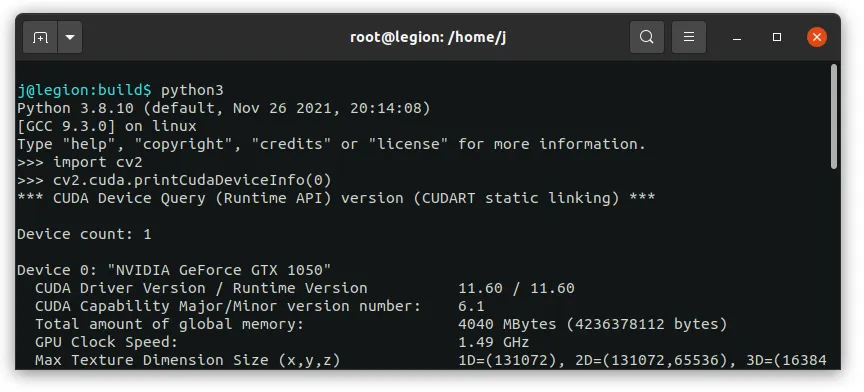 root@legion: /home/j
j@legion:build$ python3
Python 3.8.10 (default, Nov 26 2021, 20:14:08)
[GCC 9.3.0] on linux
Type "help", "copyright", "credits" or "license" for more information.
>>> import cv2
>>> cv2.cuda.printCudaDeviceInfo(0)
*** CUDA Device Query (Runtime API) version (CUDART static linking) ***
Device count: 1
Device 0: "NVIDIA GeForce GTX 1050"
CUDA Driver Version / Runtime Version 11.60 / 11.60
CUDA Capability Major/Minor version number: 6.1
Total amount of global memory: 4040 MBytes (4236378112 bytes)
GPU Clock Speed: 1.49 GHz
Max Texture Dimension Size (x,y,z) 1D=(131072), 2D=(131072,65536), 3D=(16384